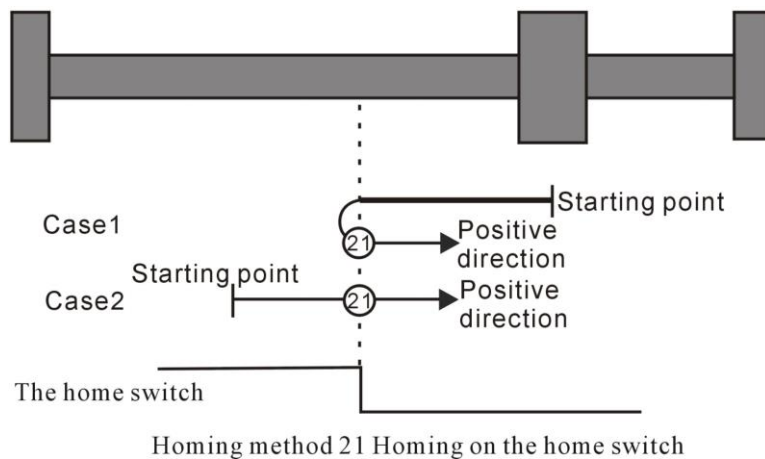 Starting point
Case1
21
Positive
direction
Starting point
Case2
21
Positive
direction
The home switch
Homing method 21 Homing on the home switch